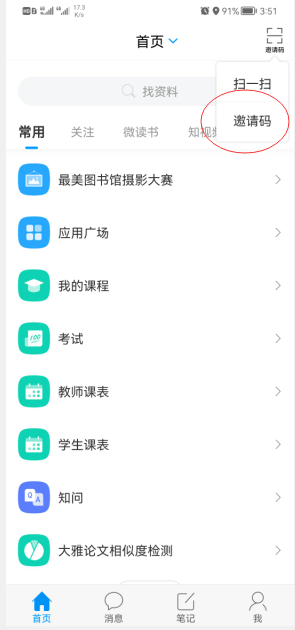 17.3
K/s
91%
3:51
首页
邀请码
扫一扫
邀请码
找资料
常用 关注 微读书 知视频
最美图书馆摄影大赛
应用广场
我的课程
100
考试
教师课表
学生课表
Q A
知问
大雅论文相似度检测
首页 消息 笔记 我